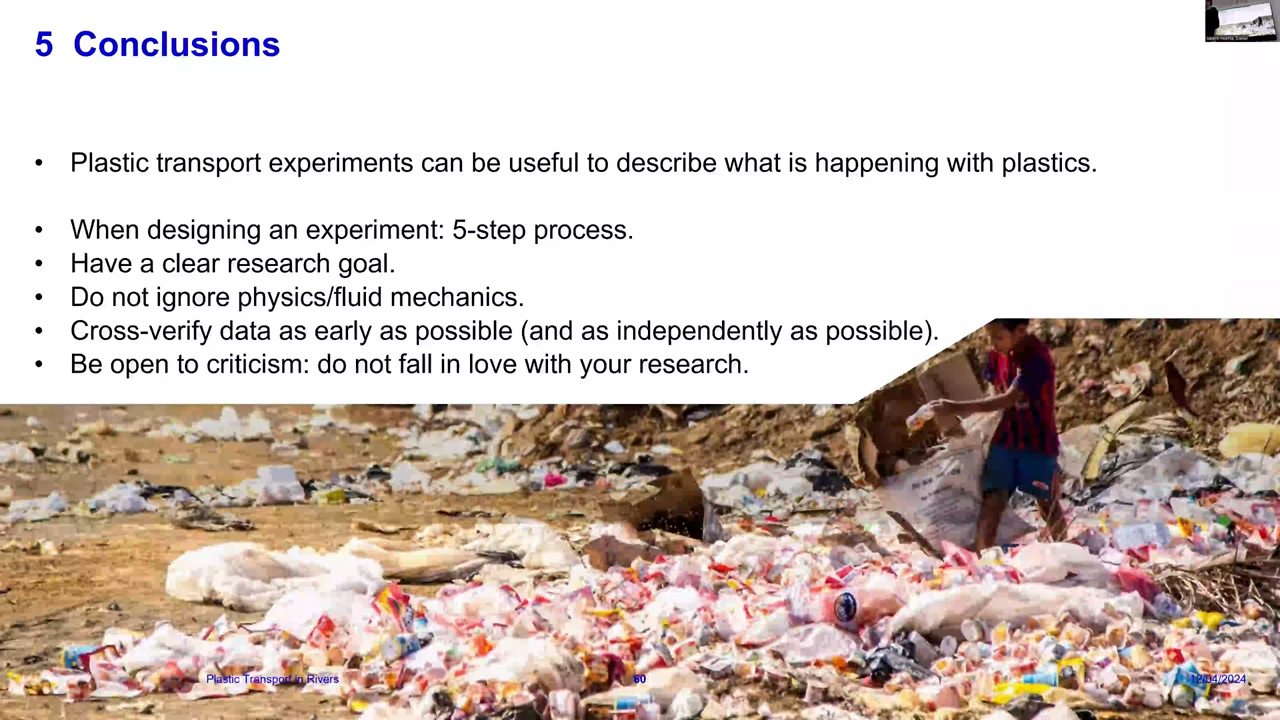 5 Conclusions
• Plastic transport experiments can be useful to describe what is happening with plastics.
• When designing an experiment: 5-step process.
• Have a clear research goal.
• Do not ignore physics/fluid mechanics.
• Cross-verify data as early as possible (and as independently as possible).
• Be open to criticism: do not fall in love with your research.
Plastic Transport in Rivers
60
12/04/2024